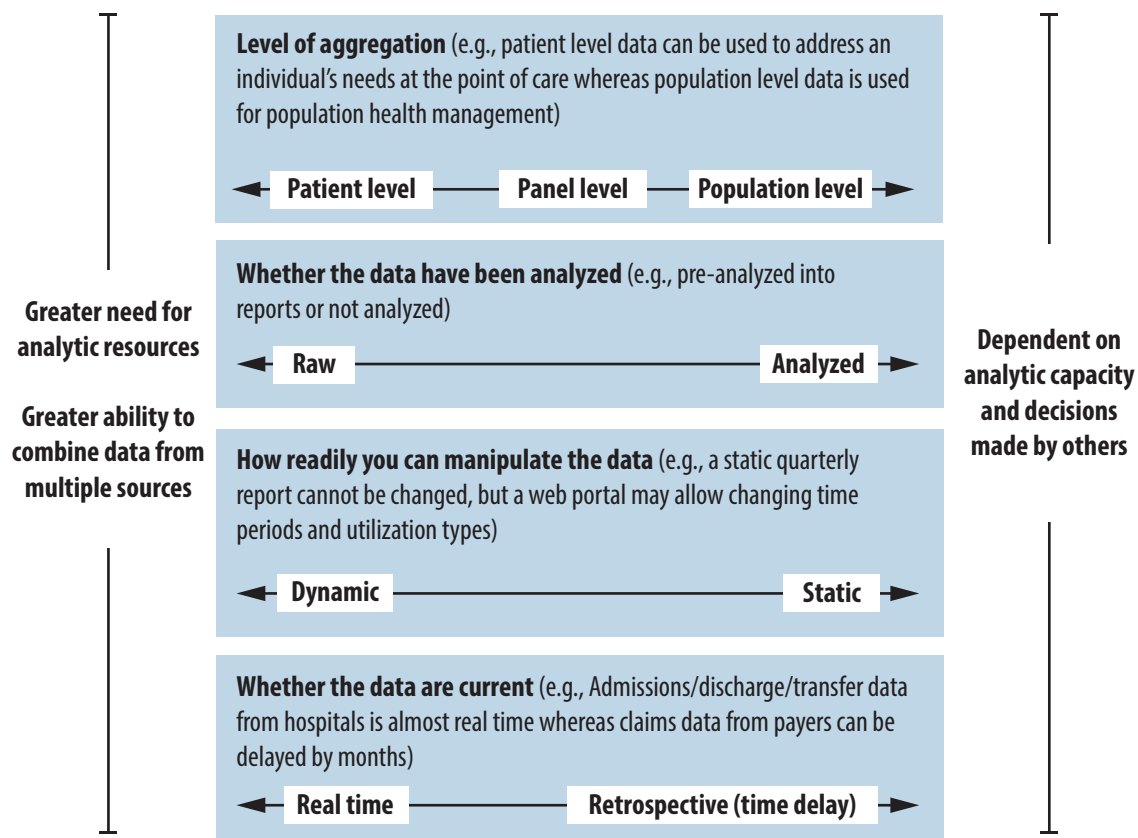 Level of aggregation (e.g., patient level data can be used to address an
individual's needs at the point of care whereas population level data is used
for population health management)
Patient level
Panel level
Population level
Whether the data have been analyzed (e.g., pre-analyzed into
reports or not analyzed)
Raw
Analyzed
How readily you can manipulate the data (e.g., a static quarterly
report cannot be changed, but a web portal may allow changing time
periods and utilization types)
Dynamic
Static
Whether the data are current (e.g., Admissions/discharge/transfer data
from hospitals is almost real time whereas claims data from payers can be
delayed by months)
Real time
Retrospective (time delay)
Greater need for
analytic resources
Greater ability to
combine data from
multiple sources
Dependent on
analytic capacity
and decisions
made by others